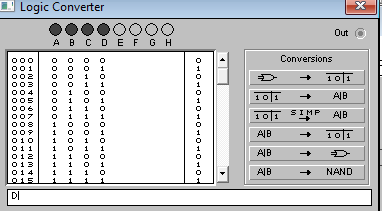 Logic Converter
A B C D E F G H Out
000 0 0 0 0 0
001 0 0 0 1 1
002 0 0 1 0 0
003 0 0 1 1 1
004 0 1 0 0 0
005 0 1 0 1 1
006 0 1 1 0 0
007 0 1 1 1 1
008 1 0 0 0 0
009 1 0 0 1 1
010 1 0 1 0 0
011 1 0 1 1 1
012 1 1 0 0 0
013 1 1 0 1 1
014 1 1 1 0 0
015 1 1 1 1 1
Conversions
→ 1 0 | 1
1 0 | 1 → A|B
1 0 | 1 SIMP → A|B
A|B → 1 0 | 1
A|B →
A|B → NAND
D